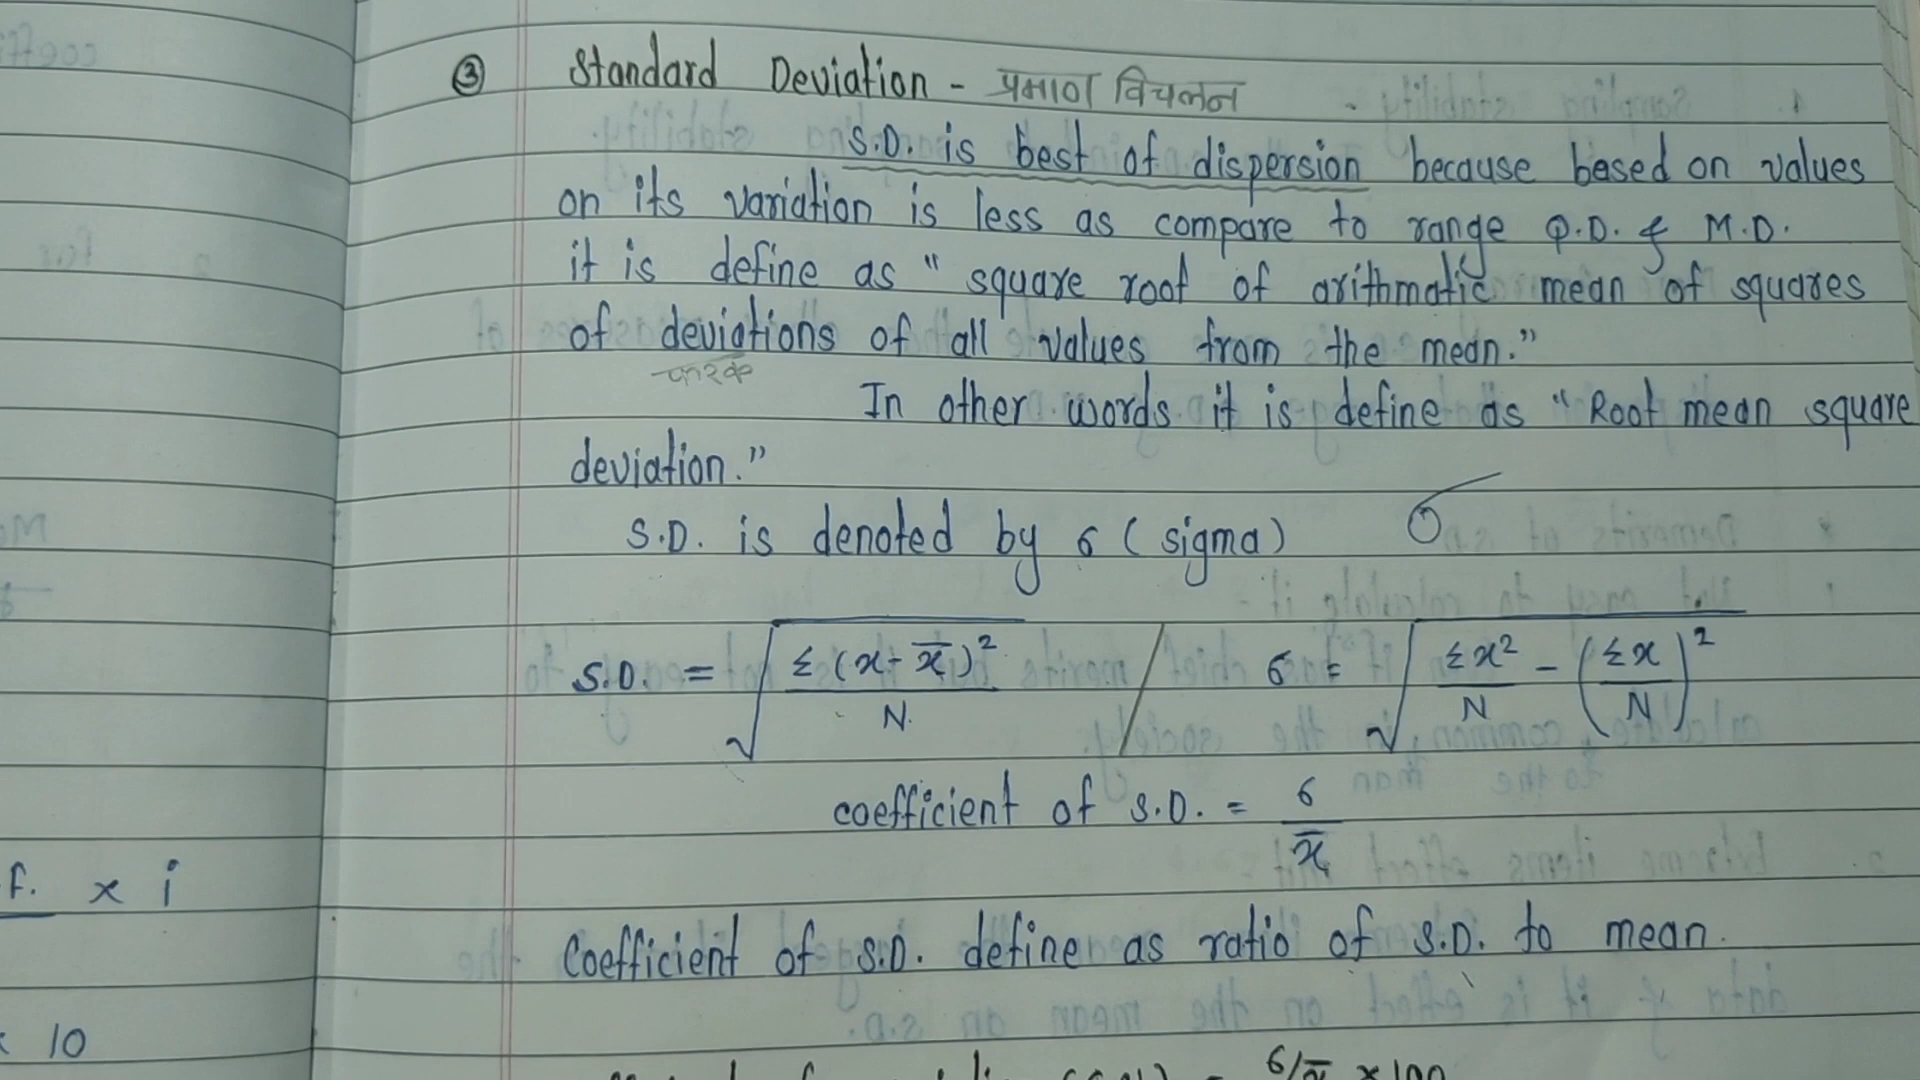 ③ Standard Deviation - प्रमाण विचलन
S.D. is best of dispersion because based on values
on its variation is less as compare to range Q.D. & M.D.
it is define as " square root of arithmatic mean of squares
of deviations of all values from the mean."
फरक
In other words it is define as " Root mean square
deviation."
S.D. is denoted by σ ( sigma) σ
S.D. = √(Σ(x - x̄)² / N) / σ = √(Σx² / N - (Σx / N)²)
coefficient of S.D. = σ / x̄
f. x i
Coefficient of S.D. define as ratio of S.D. to mean.
10
σ/x̄ × 100